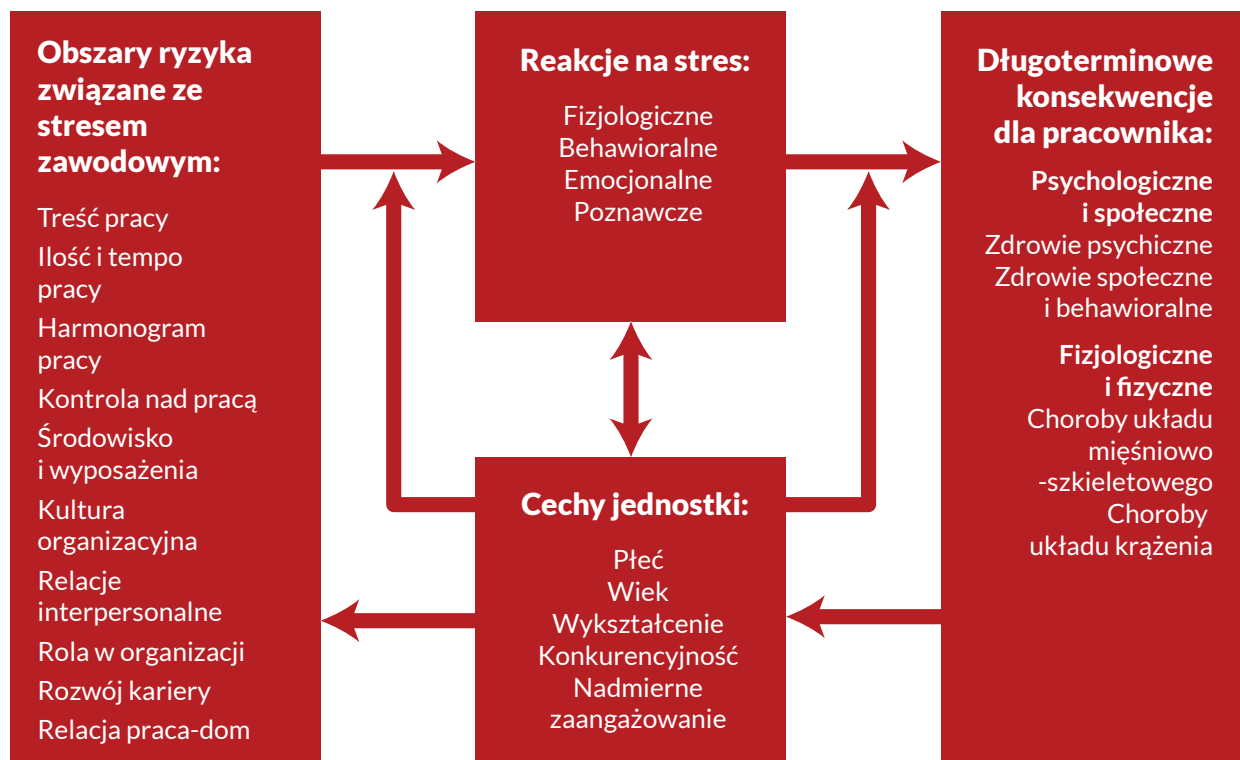 Obszary ryzyka
związane ze
stresem
zawodowym:
Treść pracy
Ilość i tempo
pracy
Harmonogram
pracy
Kontrola nad pracą
Środowisko
i wyposażenia
Kultura
organizacyjna
Relacje
interpersonalne
Rola w organizacji
Rozwój kariery
Relacja praca-dom
Reakcje na stres:
Fizjologiczne
Behawioralne
Emocjonalne
Poznawcze
Cechy jednostki:
Płeć
Wiek
Wykształcenie
Konkurencyjność
Nadmierne
zaangażowanie
Długoterminowe
konsekwencje
dla pracownika:
Psychologiczne
i społeczne
Zdrowie psychiczne
Zdrowie społeczne
i behawioralne
Fizjologiczne
i fizyczne
Choroby układu
mięśniowo
-szkieletowego
Choroby
układu krążenia